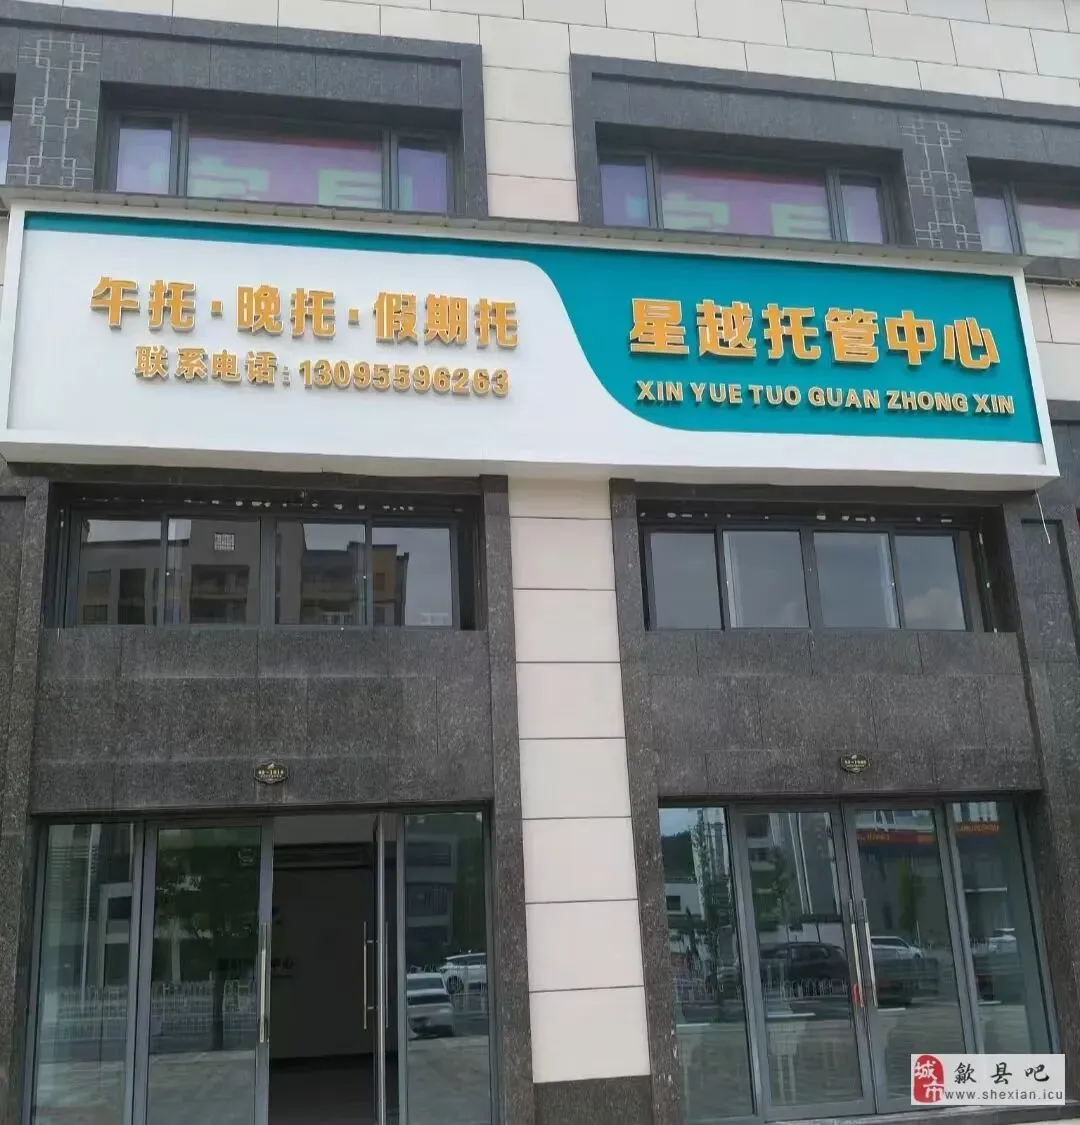 午托·晚托·假期托
联系电话:13095596263
星越托管中心
XIN YUE TUO GUAN ZHONG XIN
城市
歙县吧
www.shexian.icu